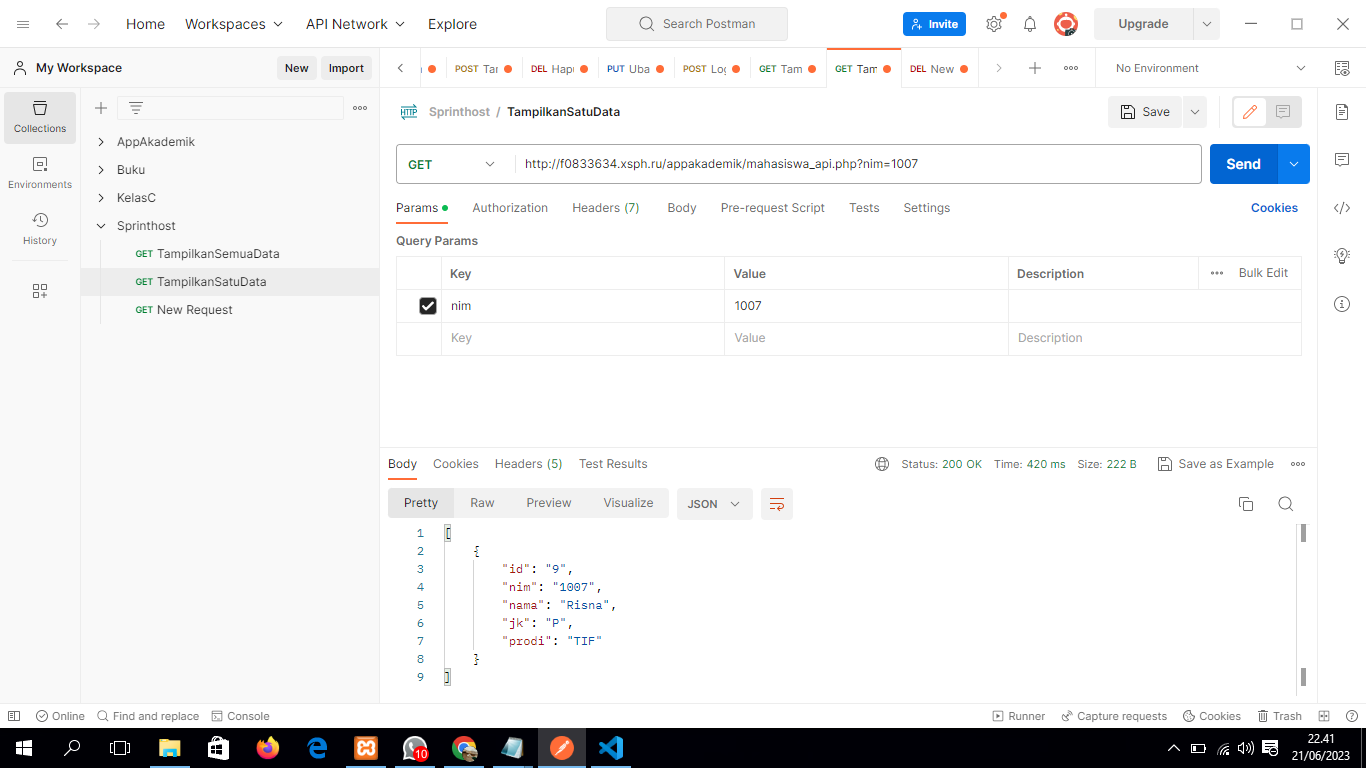 Home Workspaces API Network Explore Search Postman Invite Upgrade
My Workspace New Import
POST Tar DEL Hapu PUT Uba POST Log GET Tam GET Tam DEL New No Environment
Collections
Environments
History
AppAkademik
Buku
KelasC
Sprinthost
GET TampilkanSemuaData
GET TampilkanSatuData
GET New Request
HTTP Sprinthost / TampilkanSatuData Save
GET http://f0833634.xsph.ru/appakademik/mahasiswa_api.php?nim=1007 Send
Params Authorization Headers (7) Body Pre-request Script Tests Settings Cookies
Query Params
Key Value Description Bulk Edit
nim 1007
Key Value Description
Body Cookies Headers (5) Test Results Status: 200 OK Time: 420 ms Size: 222 B Save as Example
Pretty Raw Preview Visualize JSON
1 [
2 {
3 "id": "9",
4 "nim": "1007",
5 "nama": "Risna",
6 "jk": "P",
7 "prodi": "TIF"
8 }
9 ]
Online Find and replace Console Runner Capture requests Cookies Trash
10
22.41
21/06/2023